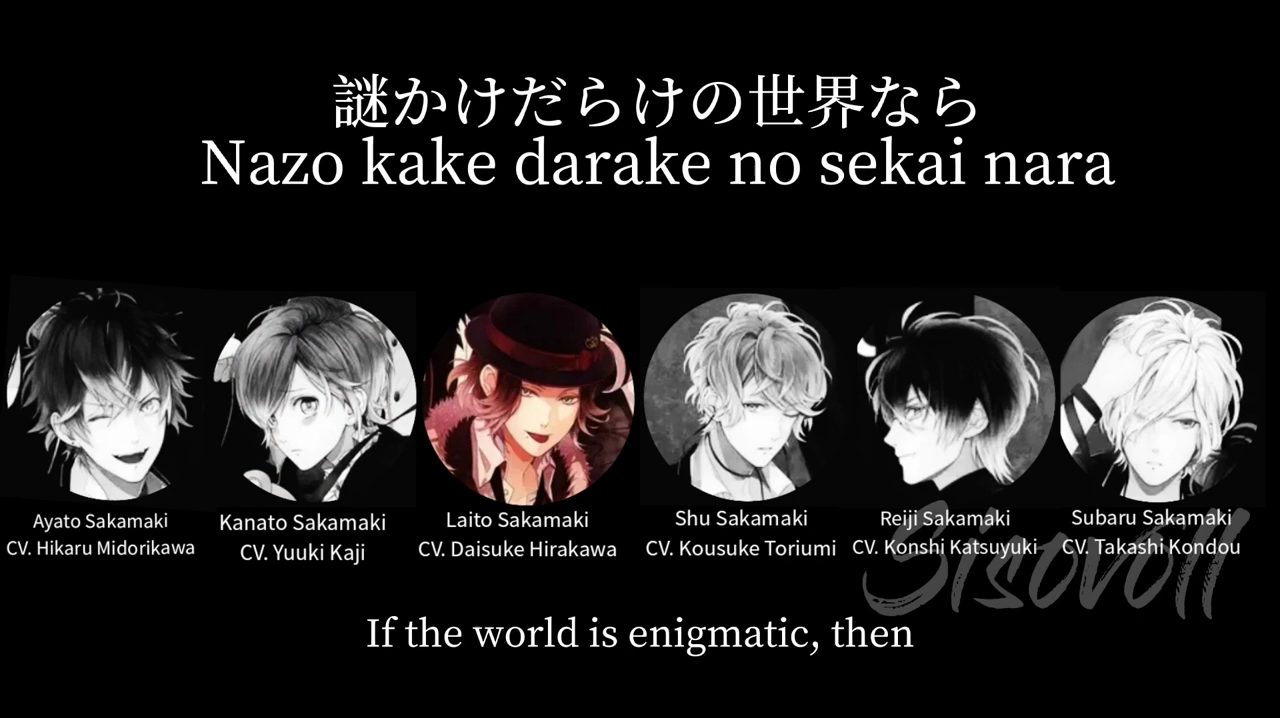 謎かけだらけの世界なら
Nazo kake darake no sekai nara
Ayato Sakamaki
CV. Hikaru Midorikawa
Kanato Sakamaki
CV. Yuuki Kaji
Laito Sakamaki
CV. Daisuke Hirakawa
Shu Sakamaki
CV. Kousuke Toriumi
Reiji Sakamaki
CV. Konshi Katsuyuki
Subaru Sakamaki
CV. Takashi Kondou
Sisovoll
If the world is enigmatic, then